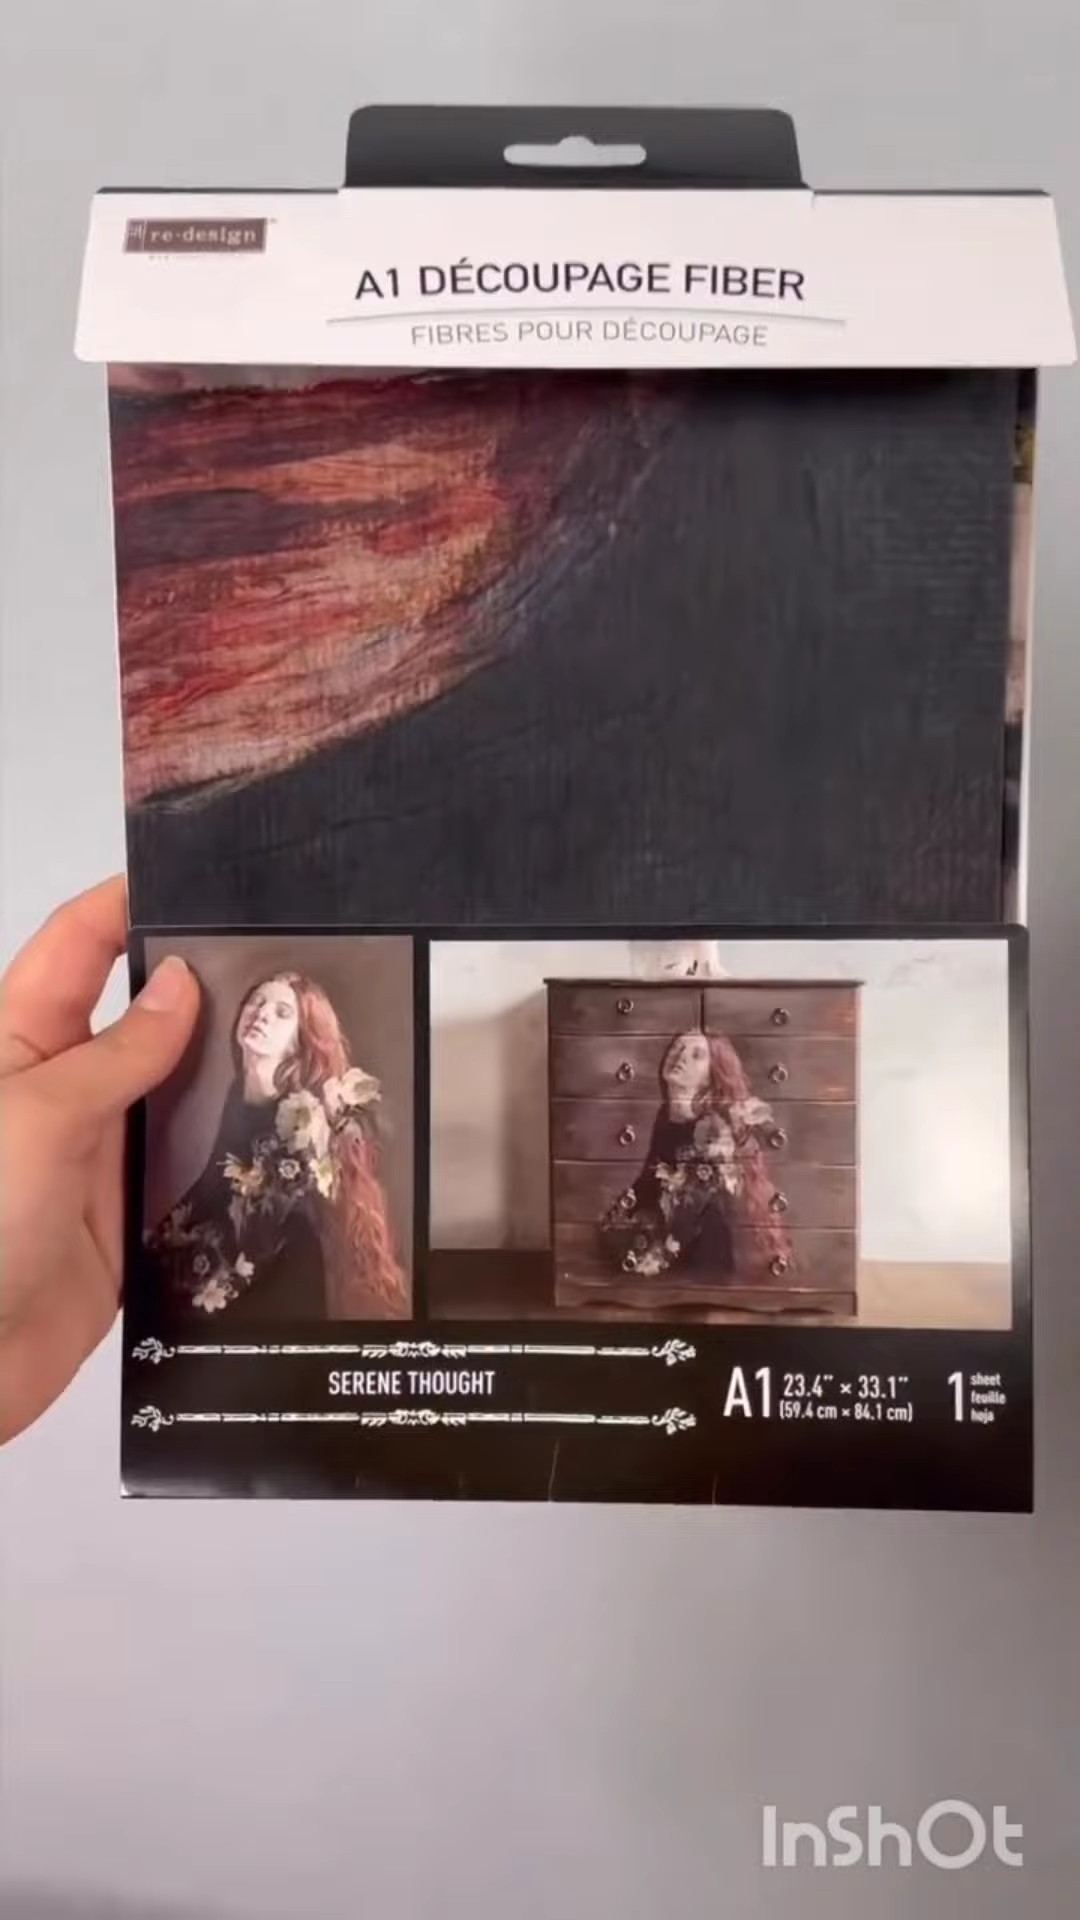 re-design
A1 DÉCOUPAGE FIBER
FIBRES POUR DÉCOUPAGE
SERENE THOUGHT
A1 23.4" × 33.1"
(59.4 cm × 84.1 cm)
1 sheet
feuille
hoja
InShOt